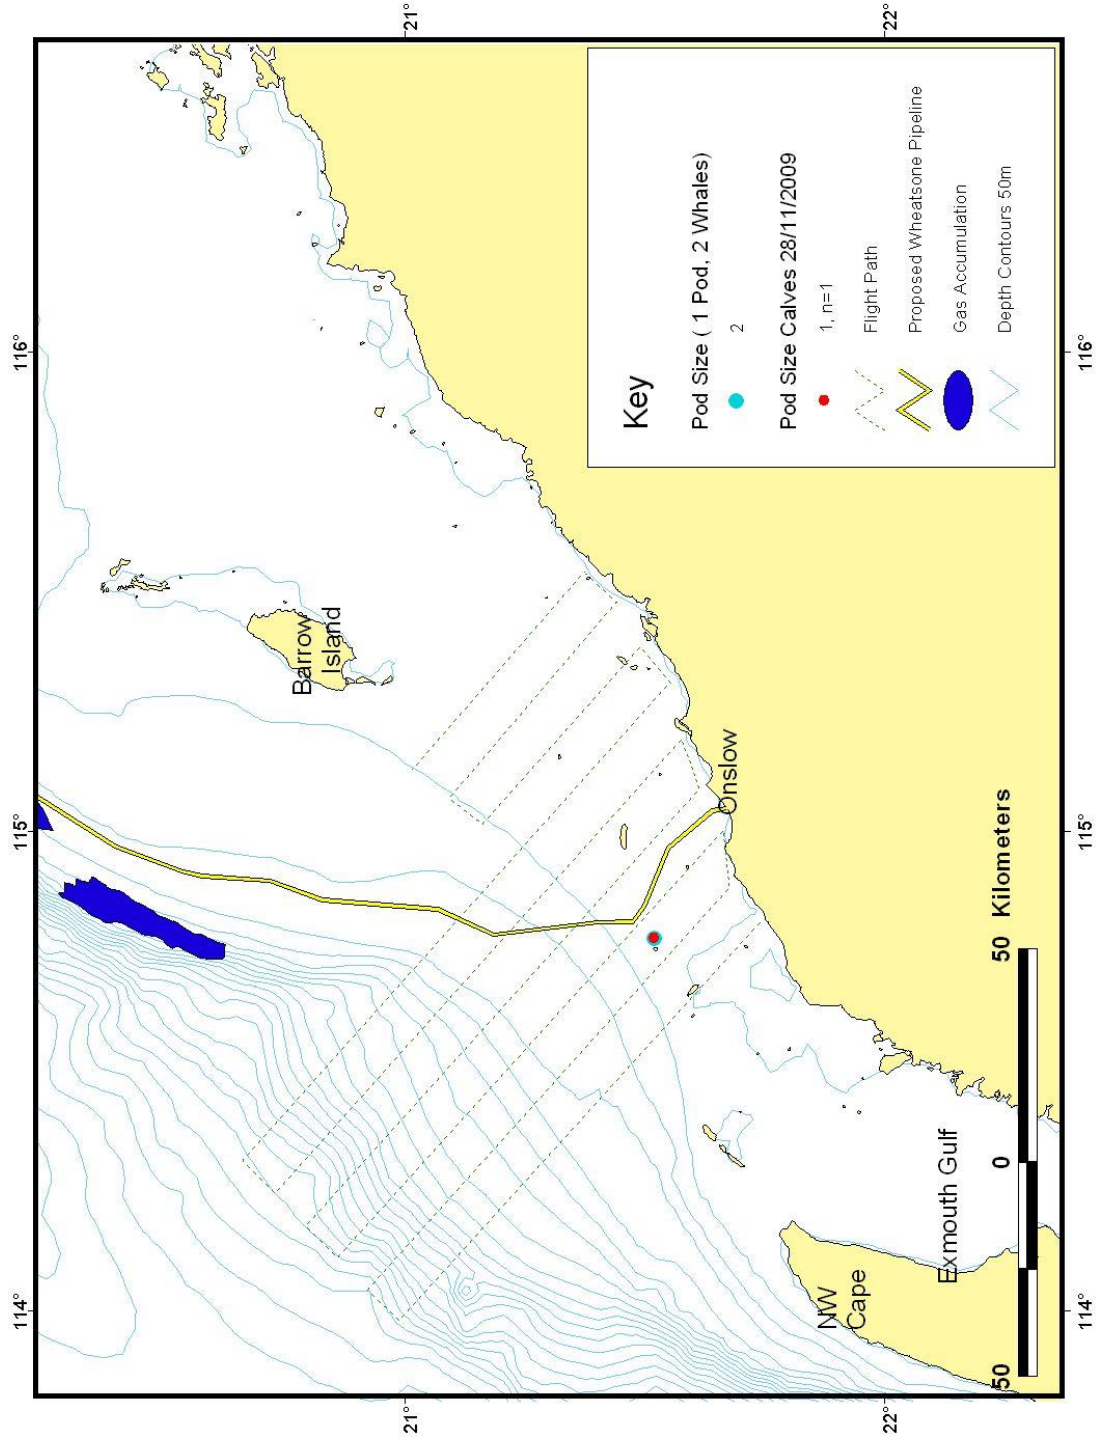 114°
115°
116°
21°
21°
22°
22°
Barrow
Island
Onslow
NW
Cape
Exmouth Gulf
50
0
50 Kilometers
Key
Pod Size ( 1 Pod, 2 Whales)
2
Pod Size Calves 28/11/2009
1, n=1
Flight Path
Proposed Wheatsone Pipeline
Gas Accumulation
Depth Contours 50m
114°
115°
116°